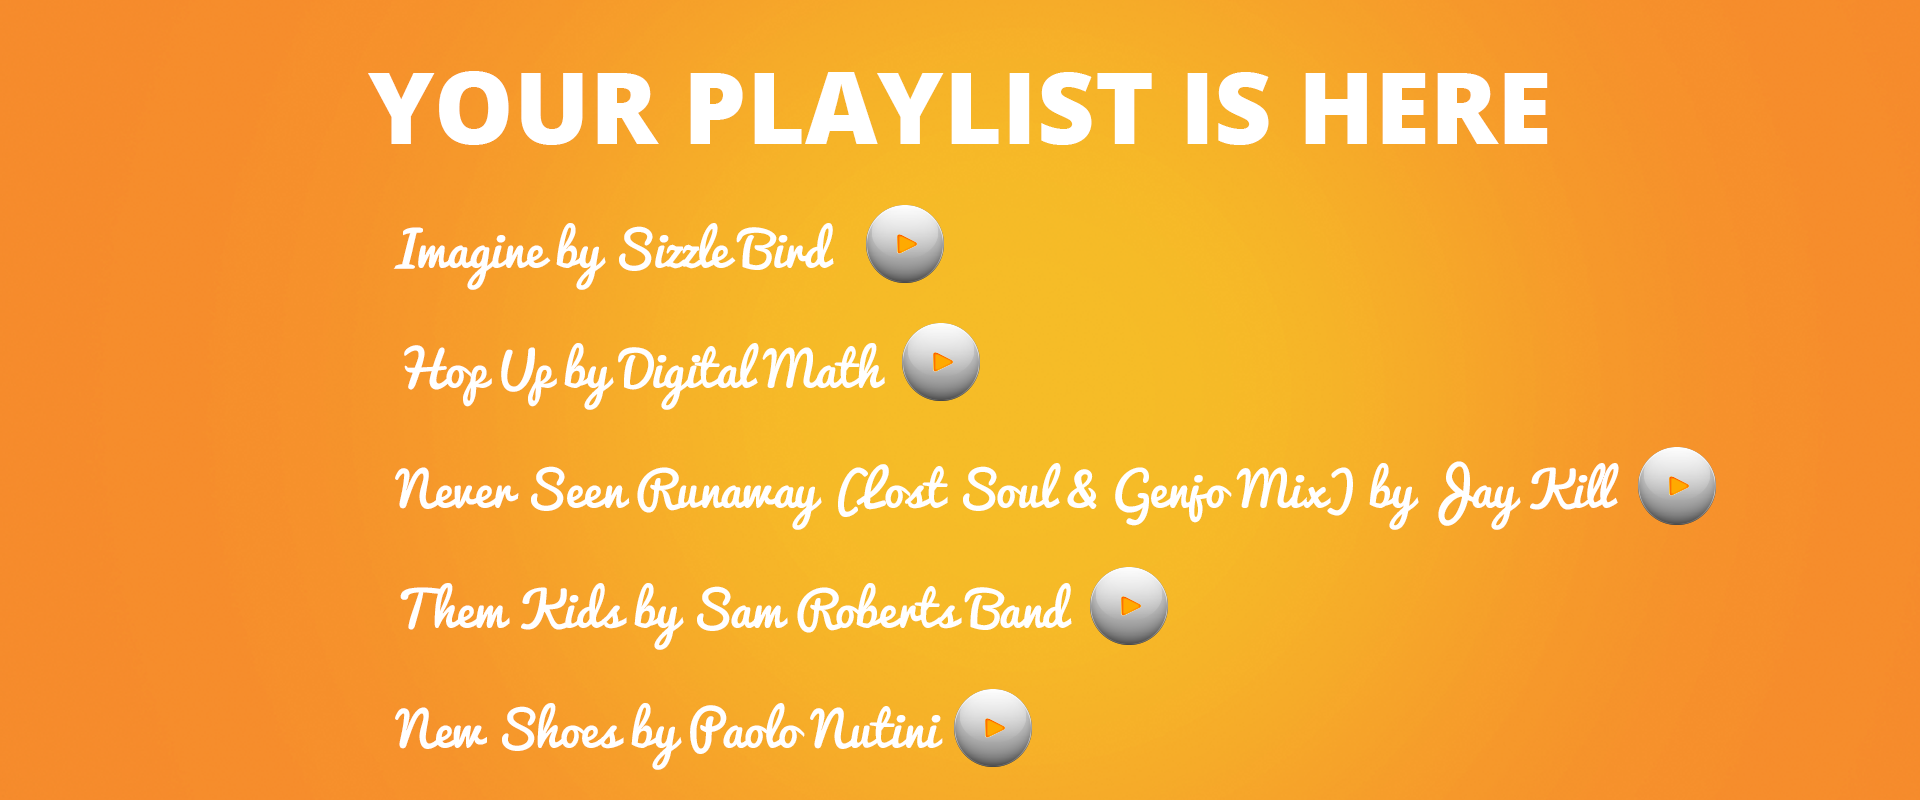 YOUR PLAYLIST IS HERE
Imagine by Sizzle Bird
Hop Up by Digital Math
Never Seen Runaway (Lost Soul & Genjo Mix) by Jay Kill
Them Kids by Sam Roberts Band
New Shoes by Paolo Nutini